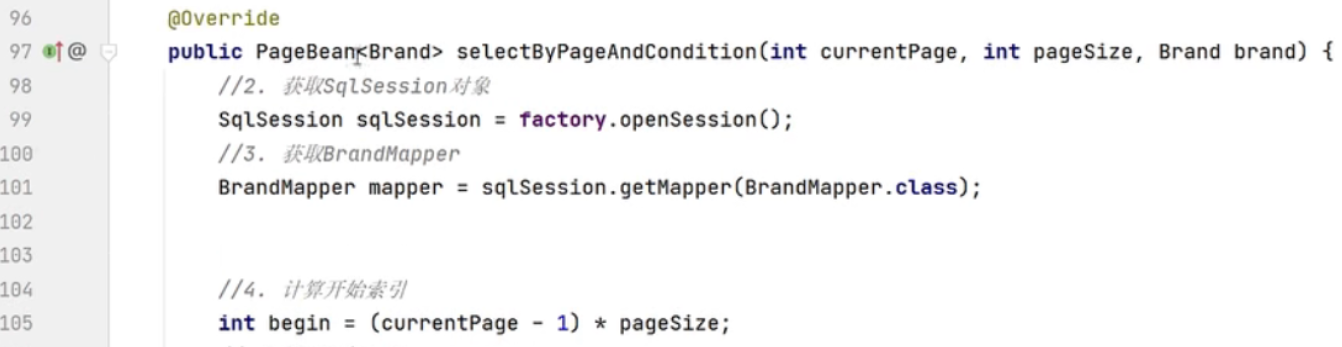 96 @Override
97 @ public PageBean<Brand> selectByPageAndCondition(int currentPage, int pageSize, Brand brand) {
98 //2. 获取SqlSession对象
99 SqlSession sqlSession = factory.openSession();
100 //3. 获取BrandMapper
101 BrandMapper mapper = sqlSession.getMapper(BrandMapper.class);
102
103
104 //4. 计算开始索引
105 int begin = (currentPage - 1) * pageSize;